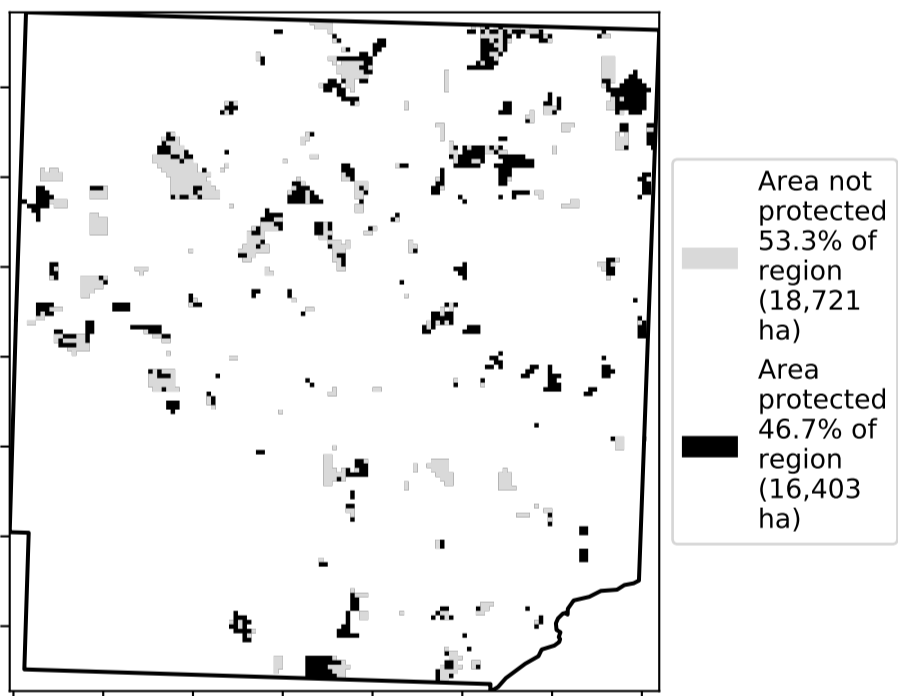 Area not
protected
53.3% of
region
(18,721
ha)
Area
protected
46.7% of
region
(16,403
ha)